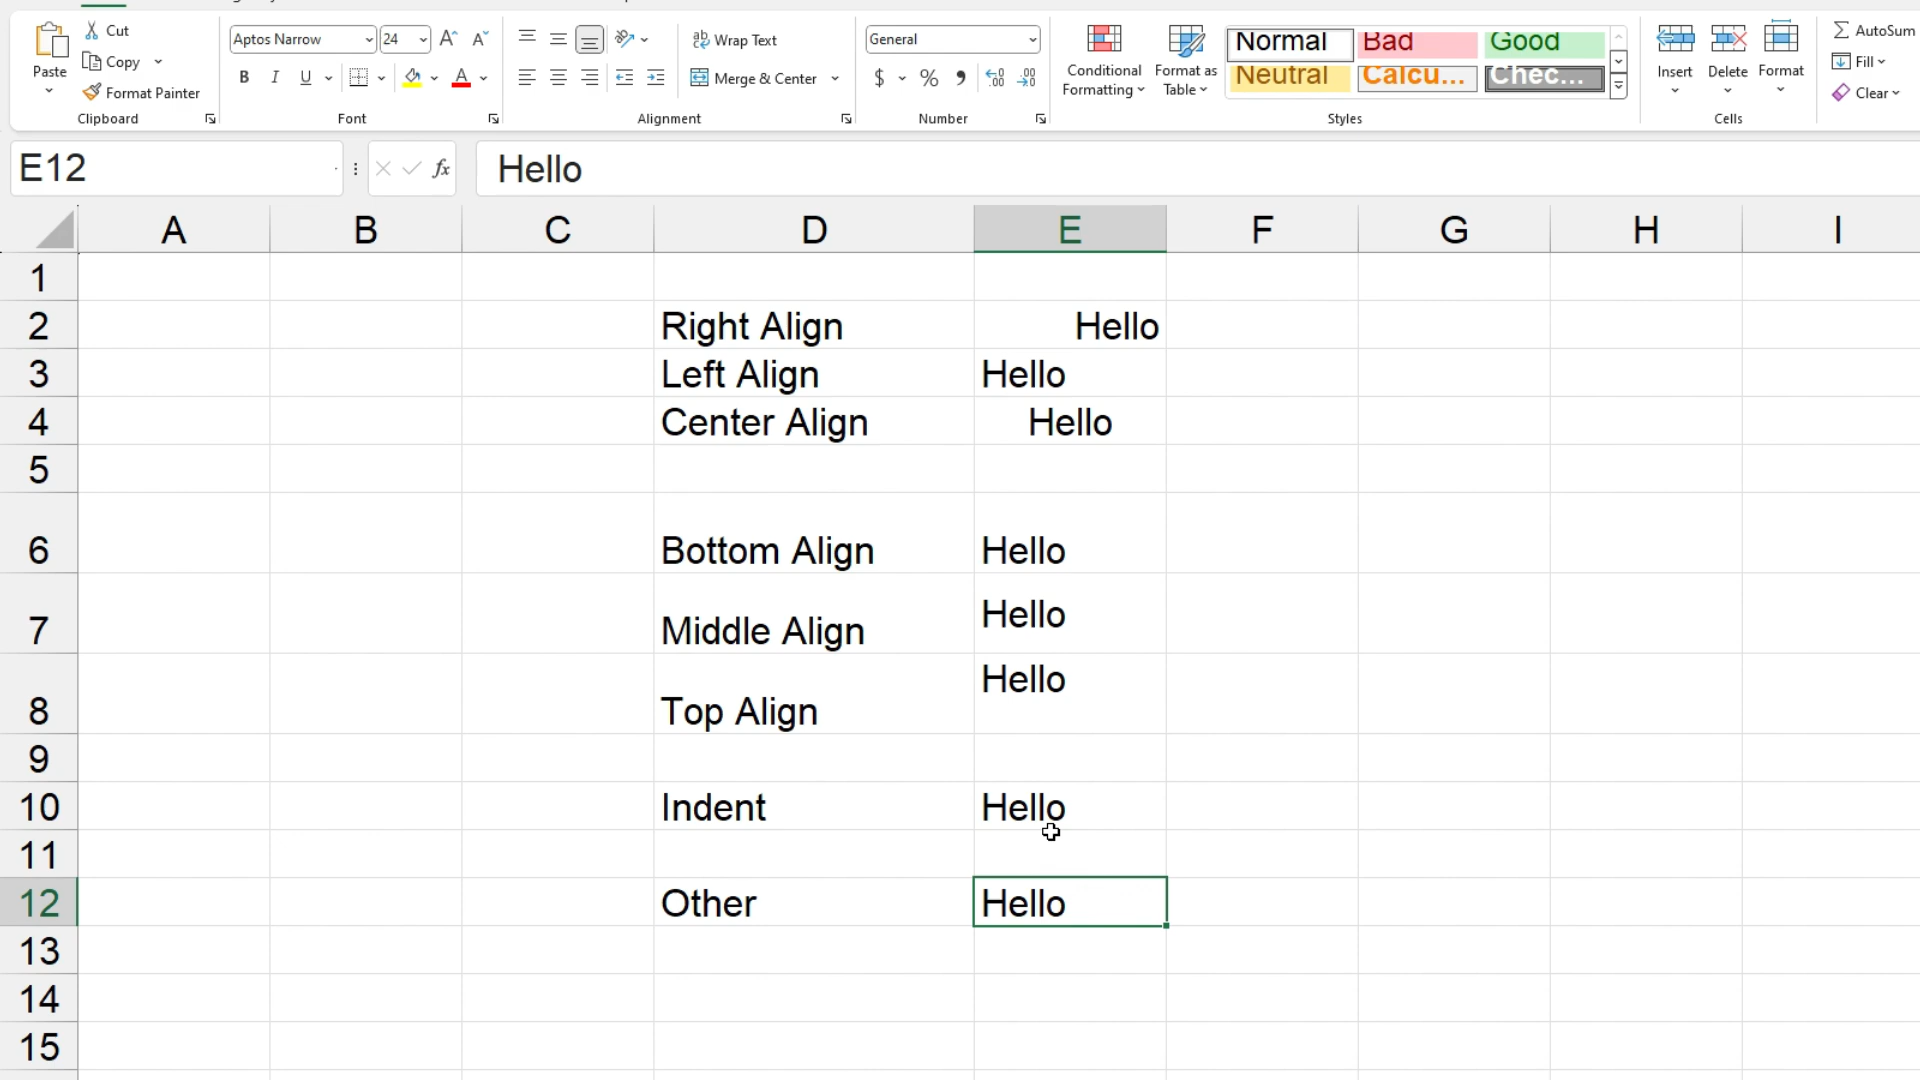 Cut
Aptos Narrow 24
Wrap Text
General
Normal Bad Good
AutoSum
Paste
Copy
B I U A
Merge & Center
$ % 9
Conditional
Formatting
Format as
Table
Neutral Calcu... Chec...
Insert Delete Format
Fill
Format Painter
Clear
Clipboard Font Alignment Number Styles Cells
E12 fx Hello
A B C D E F G H I
1
2 Right Align Hello
3 Left Align Hello
4 Center Align Hello
5
6 Bottom Align Hello
7 Middle Align Hello
8 Top Align Hello
9
10 Indent Hello
11
12 Other Hello
13
14
15